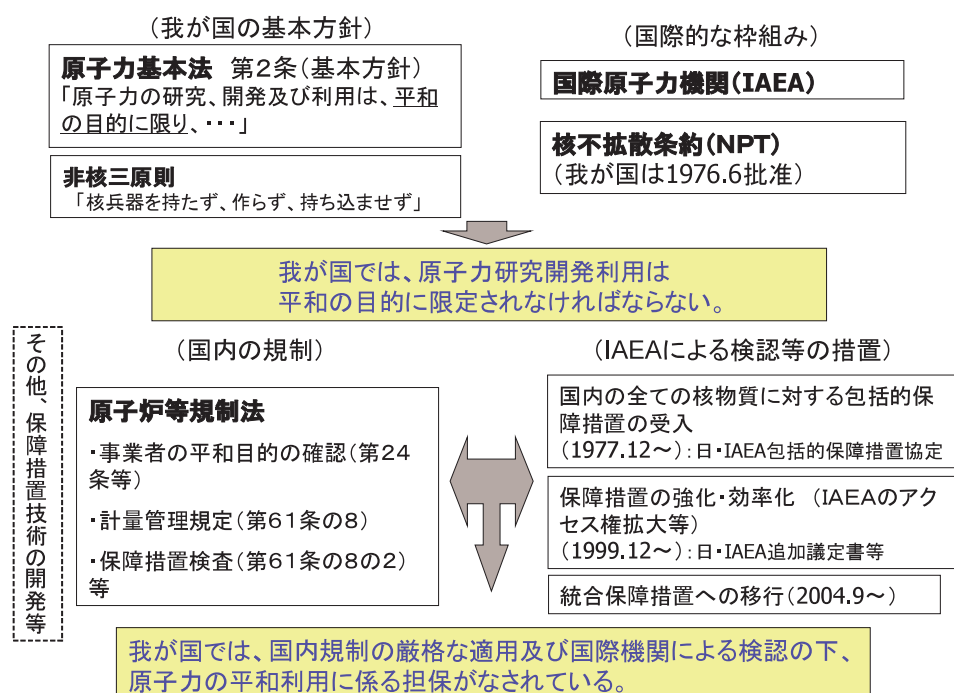 (我が国の基本方針)
原子力基本法 第2条(基本方針)
「原子力の研究、開発及び利用は、平和
の目的に限り、・・・」
非核三原則
「核兵器を持たず、作らず、持ち込ませず」
(国際的な枠組み)
国際原子力機関(IAEA)
核不拡散条約(NPT)
(我が国は1976.6批准)
我が国では、原子力研究開発利用は
平和の目的に限定されなければならない。
その他、保障措置技術の開発等
(国内の規制)
原子炉等規制法
・事業者の平和目的の確認(第24
条等)
・計量管理規定(第61条の8)
・保障措置検査(第61条の8の2)
等
(IAEAによる検認等の措置)
国内の全ての核物質に対する包括的保
障措置の受入
(1977.12~):日・IAEA包括的保障措置協定
保障措置の強化・効率化 (IAEAのアク
セス権拡大等)
(1999.12~):日・IAEA追加議定書等
統合保障措置への移行(2004.9~)
我が国では、国内規制の厳格な適用及び国際機関による検認の下、
原子力の平和利用に係る担保がなされている。